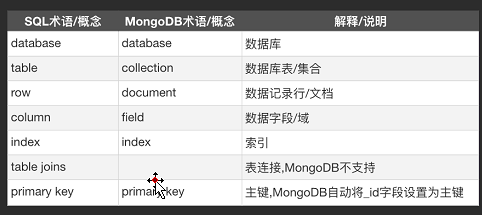 SQL术语/概念 MongoDB术语/概念 解释/说明
database database 数据库
table collection 数据库表/集合
row document 数据记录行/文档
column field 数据字段/域
index index 索引
table joins 表连接,MongoDB不支持
primary key primary key 主键,MongoDB自动将_id字段设置为主键